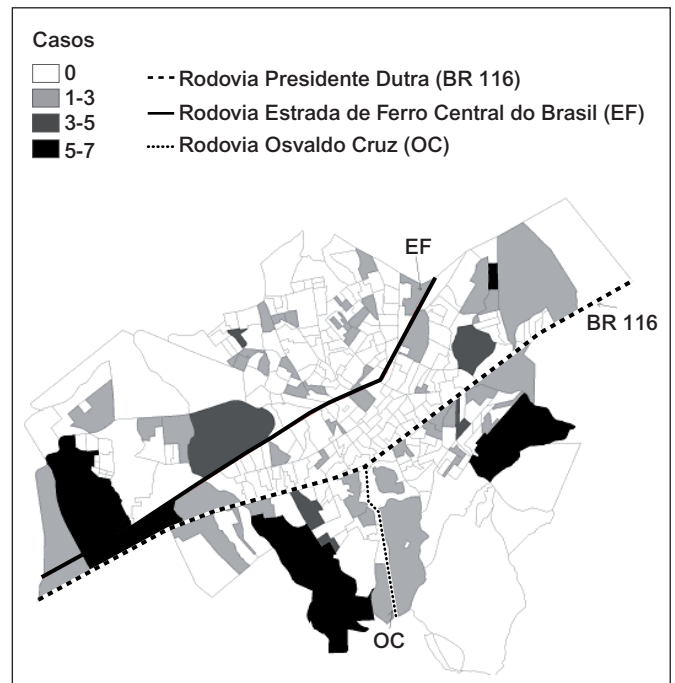 Casos
0
1-3
3-5
5-7
Rodovia Presidente Dutra (BR 116)
Rodovia Estrada de Ferro Central do Brasil (EF)
Rodovia Osvaldo Cruz (OC)
EF
BR 116
OC